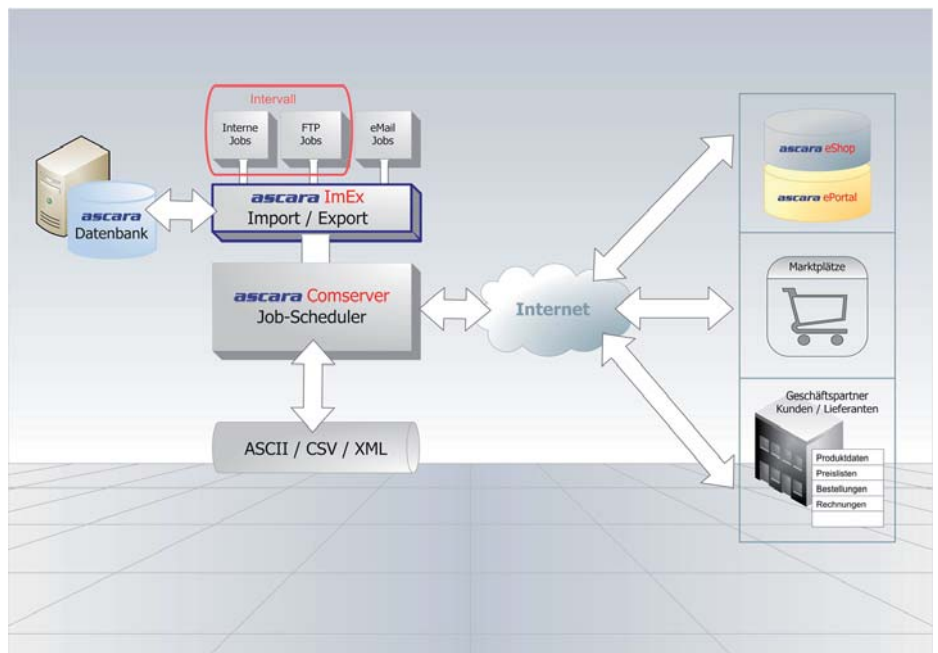 Intervall
Interne
Jobs
FTP
Jobs
eMail
Jobs
ascara ImEx
Import / Export
ascara
Datenbank
ascara Comserver
Job-Scheduler
ASCII / CSV / XML
Internet
ascara eShop
ascara ePortal
Marktplätze
Geschäftspartner
Kunden / Lieferanten
Produktdaten
Preislisten
Bestellungen
Rechnungen